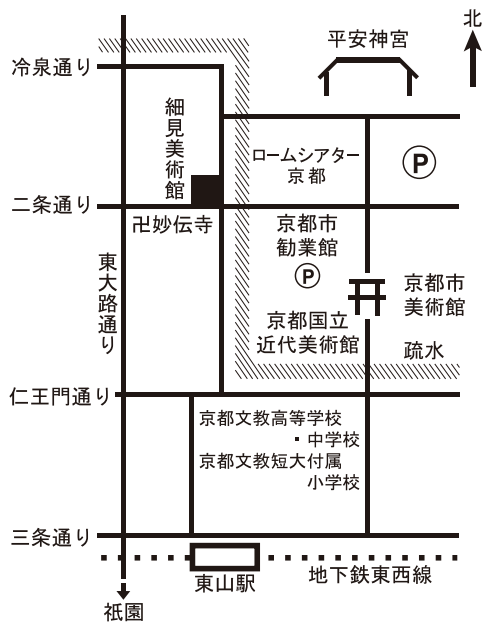 北
平安神宮
冷泉通り
細見美術館
ロームシアター
京都
P
二条通り
卍妙伝寺
京都市
勧業館
P
東大路通り
京都市
美術館
京都国立
近代美術館
疏水
仁王門通り
京都文教高等学校
・中学校
京都文教短大付属
小学校
三条通り
地下鉄東西線
東山駅
祇園